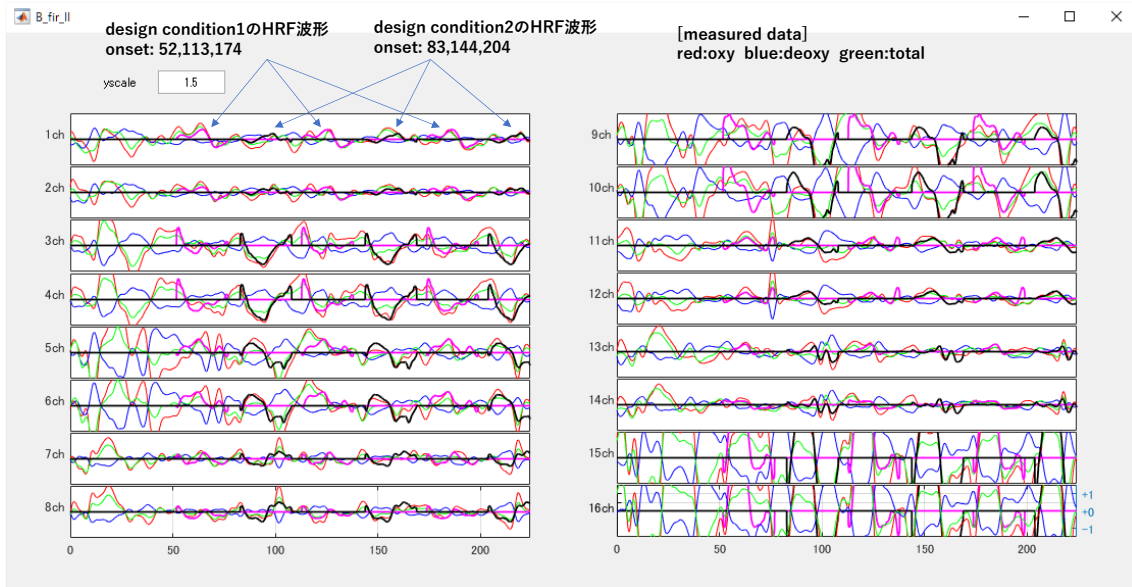 B_fir_II
design condition1のHRF波形
onset: 52,113,174
design condition2のHRF波形
onset: 83,144,204
[measured data]
red:oxy blue:deoxy green:total
yscale
1.5
1ch
2ch
3ch
4ch
5ch
6ch
7ch
8ch
0
50
100
150
200
9ch
10ch
11ch
12ch
13ch
14ch
15ch
16ch
+1
+0
−1
0
50
100
150
200